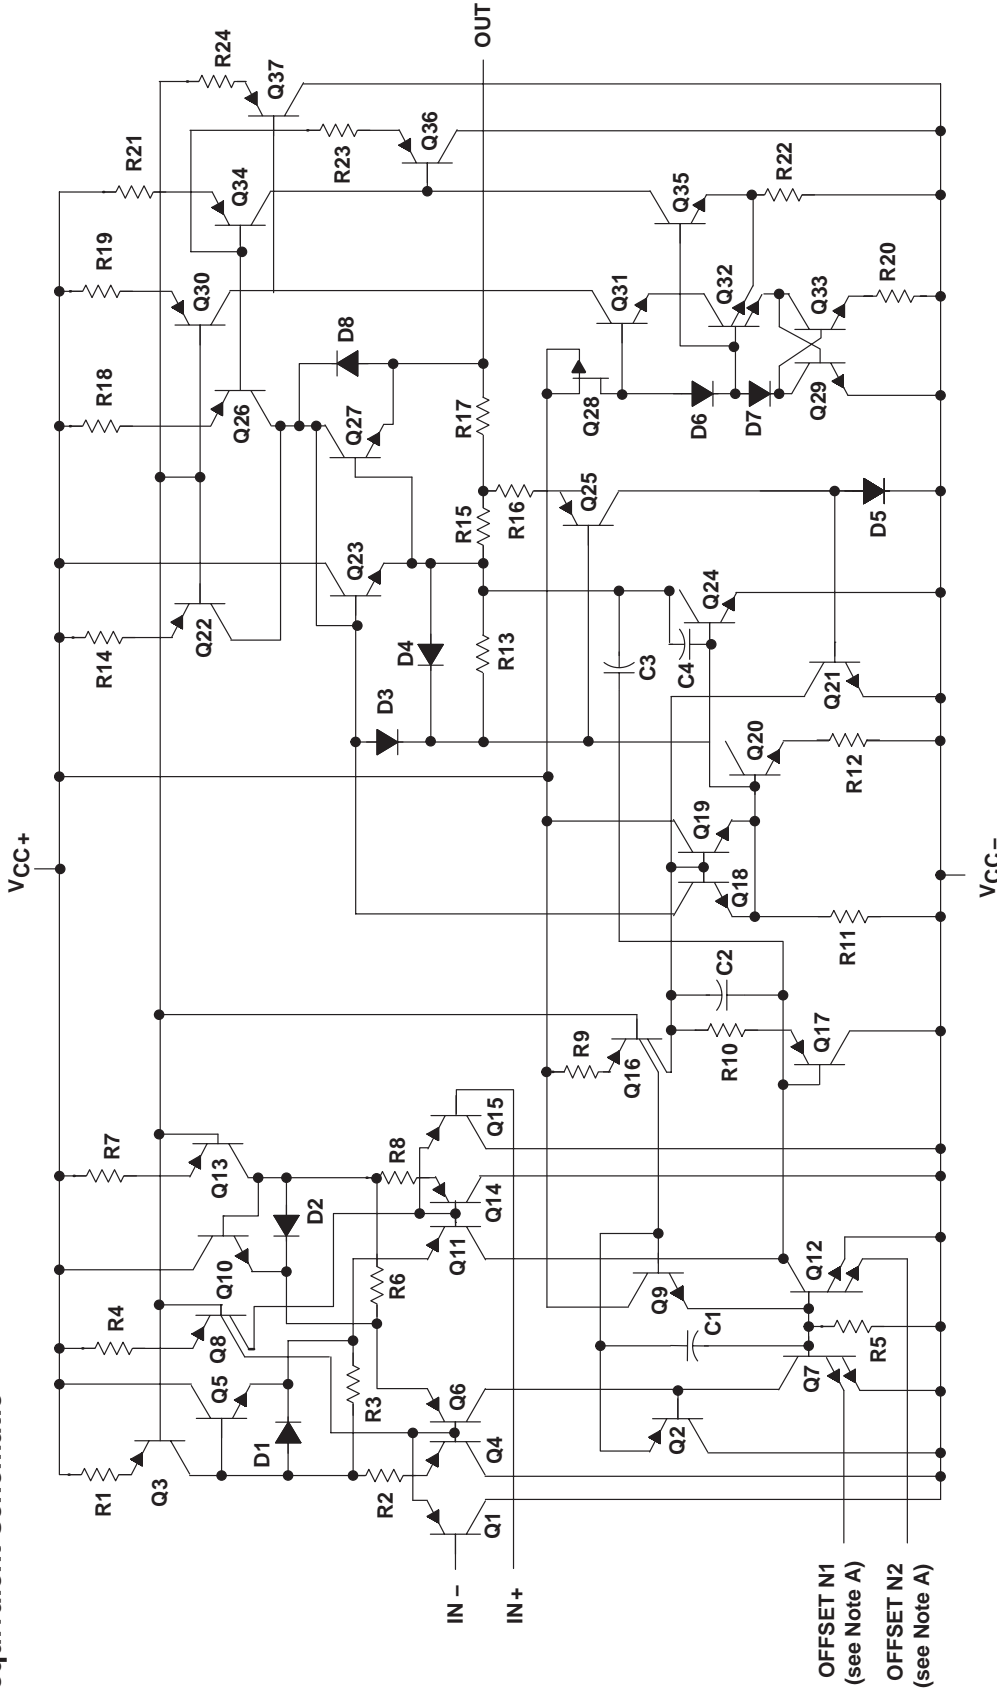 VCC+
R1
R4
R7
R14
R18
R19
R21
Q3
Q5
Q8
Q10
Q13
Q22
Q26
Q30
Q34
R24
Q37
D1
D2
D3
D4
Q23
Q27
D8
R23
Q36
R2
R3
R6
R8
R13
R15
R17
OUT
IN −
Q1
Q4
Q6
Q11
Q14
Q15
IN +
R16
R9
Q16
Q25
Q28
Q31
C3
C4
Q24
Q35
Q2
Q9
C1
R10
C2
Q18
Q19
Q20
D6
D7
Q32
R22
Q7
Q12
Q17
Q21
Q29
Q33
R5
R11
R12
D5
R20
OFFSET N1
(see Note A)
OFFSET N2
(see Note A)
VCC−